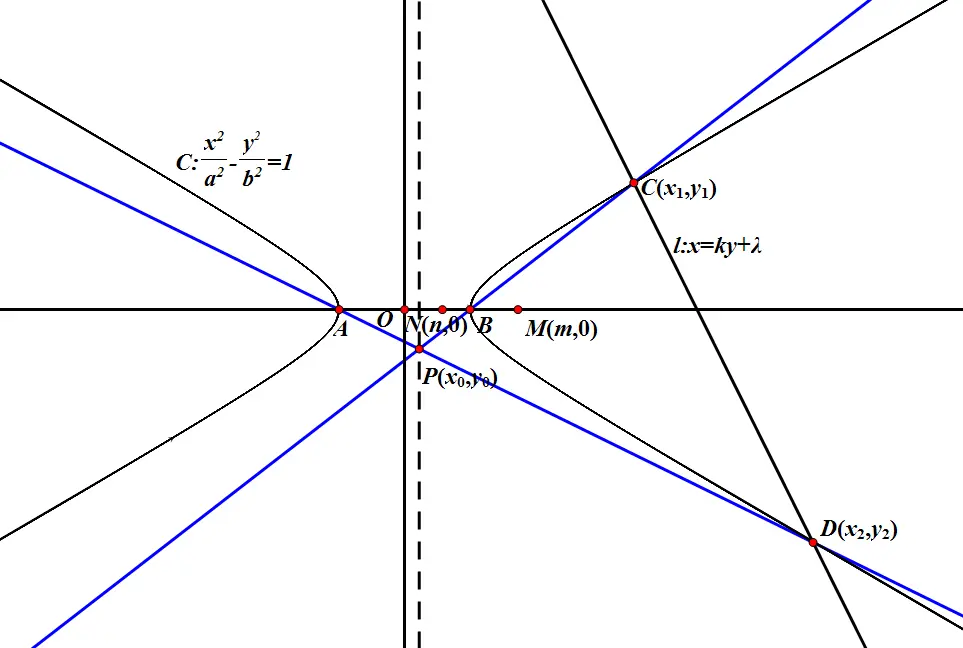 C: x²/a² - y²/b² =1
C(x₁,y₁)
l:x=ky+λ
A
O
N(n,0)
B
M(m,0)
P(x₀,y₀)
D(x₂,y₂)